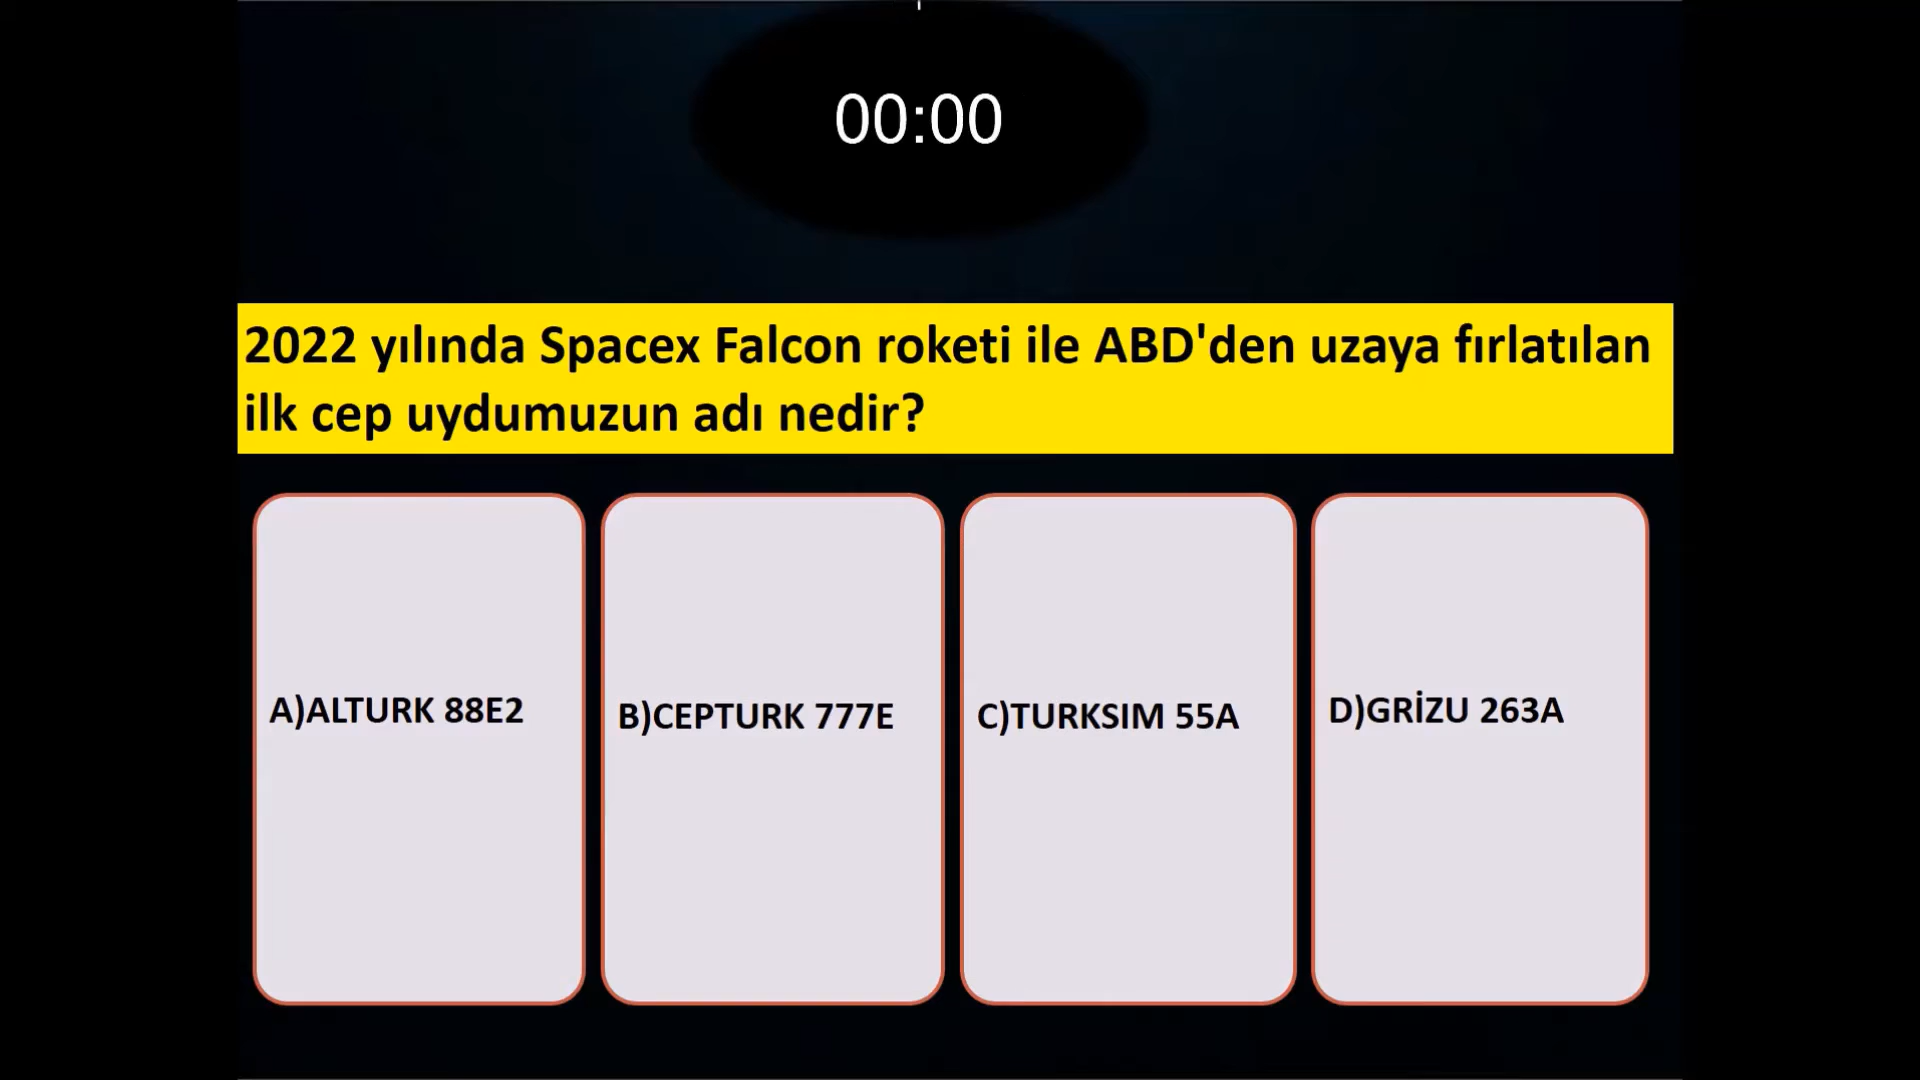 00:00
2022 yılında Spacex Falcon roketi ile ABD'den uzaya fırlatılan
ilk cep uydumuzun adı nedir?
A)ALTURK 88E2
B)CEPTURK 777E
C)TURKSIM 55A
D)GRİZU 263A